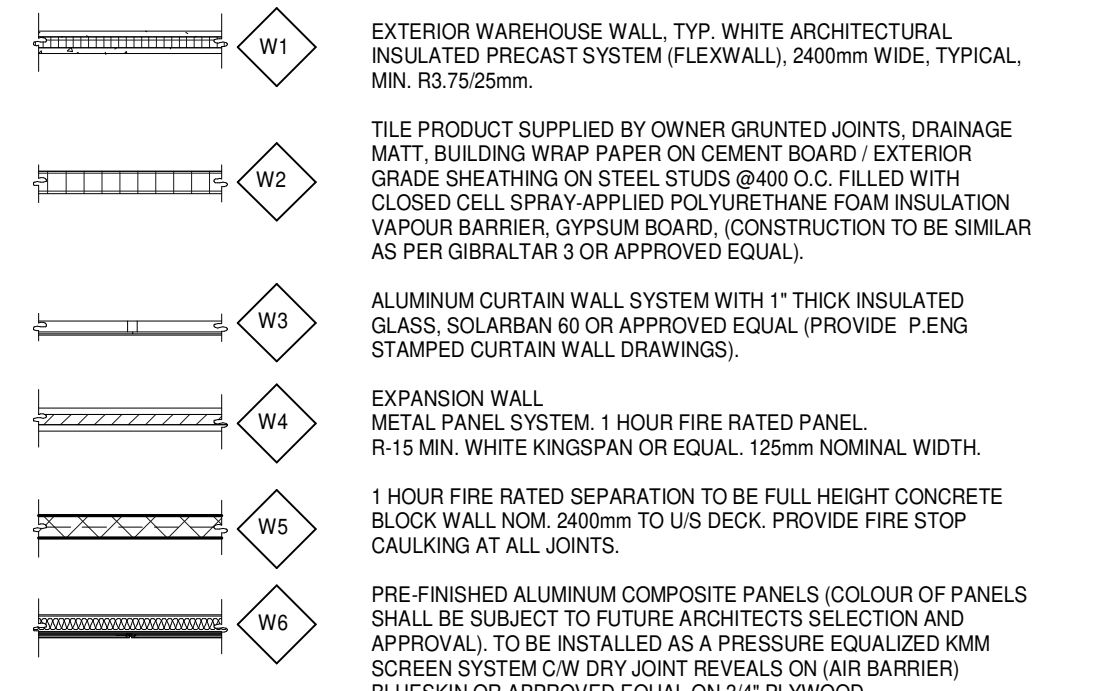 W1
EXTERIOR WAREHOUSE WALL, TYP. WHITE ARCHITECTURAL
INSULATED PRECAST SYSTEM (FLEXWALL), 2400mm WIDE, TYPICAL,
MIN. R3.75/25mm.
W2
TILE PRODUCT SUPPLIED BY OWNER GRUNTED JOINTS, DRAINAGE
MATT, BUILDING WRAP PAPER ON CEMENT BOARD / EXTERIOR
GRADE SHEATHING ON STEEL STUDS @400 O.C. FILLED WITH
CLOSED CELL SPRAY-APPLIED POLYURETHANE FOAM INSULATION
VAPOUR BARRIER, GYPSUM BOARD, (CONSTRUCTION TO BE SIMILAR
AS PER GIBRALTAR 3 OR APPROVED EQUAL).
W3
ALUMINUM CURTAIN WALL SYSTEM WITH 1" THICK INSULATED
GLASS, SOLARBAN 60 OR APPROVED EQUAL (PROVIDE P.ENG
STAMPED CURTAIN WALL DRAWINGS).
W4
EXPANSION WALL
METAL PANEL SYSTEM. 1 HOUR FIRE RATED PANEL.
R-15 MIN. WHITE KINGSPAN OR EQUAL. 125mm NOMINAL WIDTH.
W5
1 HOUR FIRE RATED SEPARATION TO BE FULL HEIGHT CONCRETE
BLOCK WALL NOM. 2400mm TO U/S DECK. PROVIDE FIRE STOP
CAULKING AT ALL JOINTS.
W6
PRE-FINISHED ALUMINUM COMPOSITE PANELS (COLOUR OF PANELS
SHALL BE SUBJECT TO FUTURE ARCHITECTS SELECTION AND
APPROVAL). TO BE INSTALLED AS A PRESSURE EQUALIZED KMM
SCREEN SYSTEM C/W DRY JOINT REVEALS ON (AIR BARRIER)
BLUESKIN OR APPROVED EQUAL ON 3/4" PLYWOOD